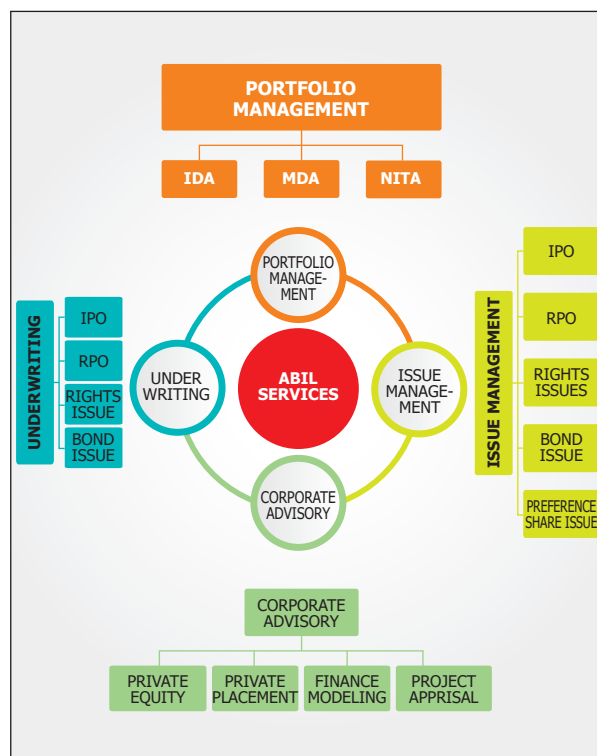 PORTFOLIO
MANAGEMENT
IDA
MDA
NITA
PORTFOLIO
MANAGE-
MENT
UNDER
WRITING
ABIL
SERVICES
ISSUE
MANAGE-
MENT
CORPORATE
ADVISORY
UNDERWRITING
IPO
RPO
RIGHTS
ISSUE
BOND
ISSUE
ISSUE MANAGEMENT
IPO
RPO
RIGHTS
ISSUES
BOND
ISSUE
PREFERENCE
SHARE ISSUE
CORPORATE
ADVISORY
PRIVATE
EQUITY
PRIVATE
PLACEMENT
FINANCE
MODELING
PROJECT
APPRISAL